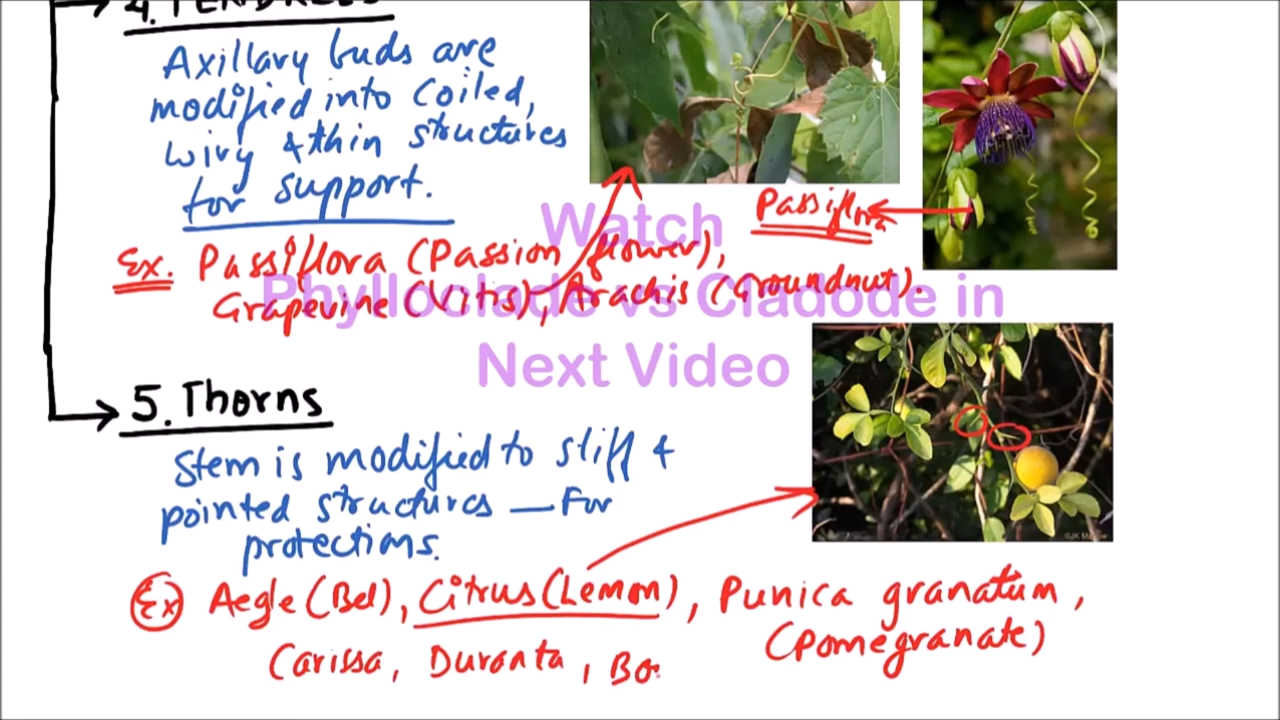 4. TENDRILS
Axillary buds are
modified into Coiled,
wiry & thin structures
for support.
Passiflora
Ex. Passiflora (Passion flower),
Grapevine (Vitis), Arachis (Groundnut).
Watch
Phylloclade vs Cladode in
Next Video
5. Thorns
Stem is modified to stiff &
pointed structures — For
protections.
Ex Aegle (Bel), Citrus (Lemon), Punica granatum,
(Pomegranate)
Carissa, Duranta, Bo